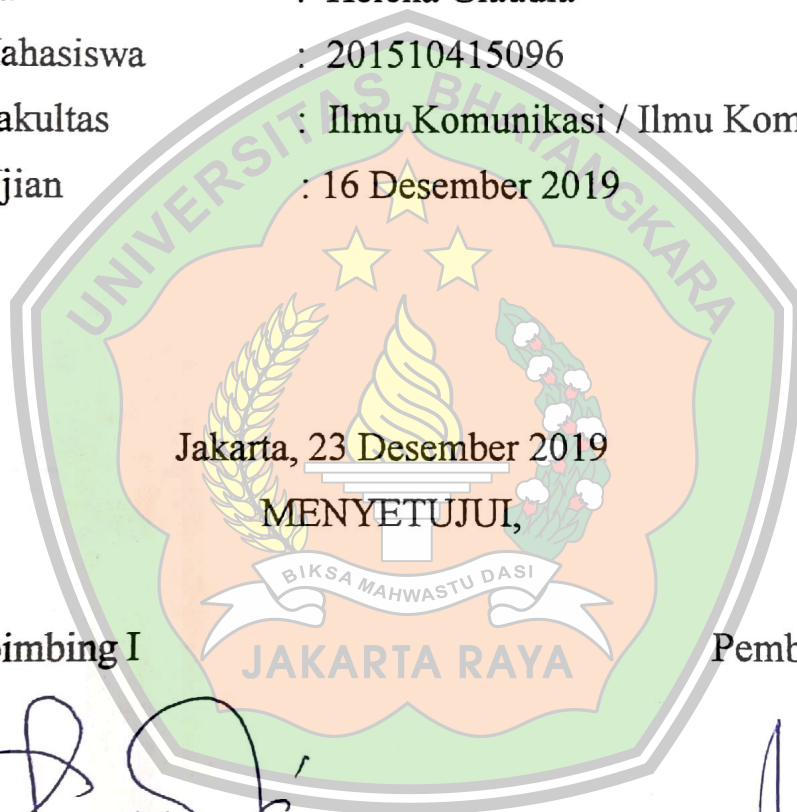 : 
ahasiswa : 201510415096
akultas : Ilmu Komunikasi / Ilmu Kom
jian : 16 Desember 2019
UNIVERSITAS BHAYANGKARA
Jakarta, 23 Desember 2019
MENYETUJUI,
BIKSA MAHWASTU DASI
imbing I Pemb
JAKARTA RAYA